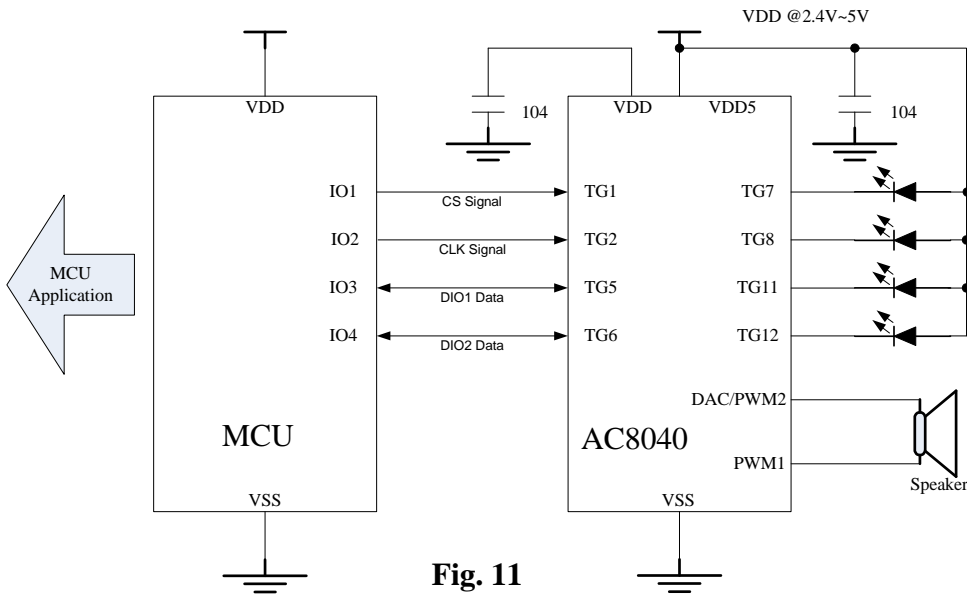 VDD @2.4V~5V
VDD
104
VDD
VDD5
104
IO1
CS Signal
TG1
TG7
IO2
CLK Signal
TG2
TG8
MCU
Application
IO3
DIO1 Data
TG5
TG11
IO4
DIO2 Data
TG6
TG12
DAC/PWM2
MCU
AC8040
PWM1
Speaker
VSS
VSS
Fig. 11